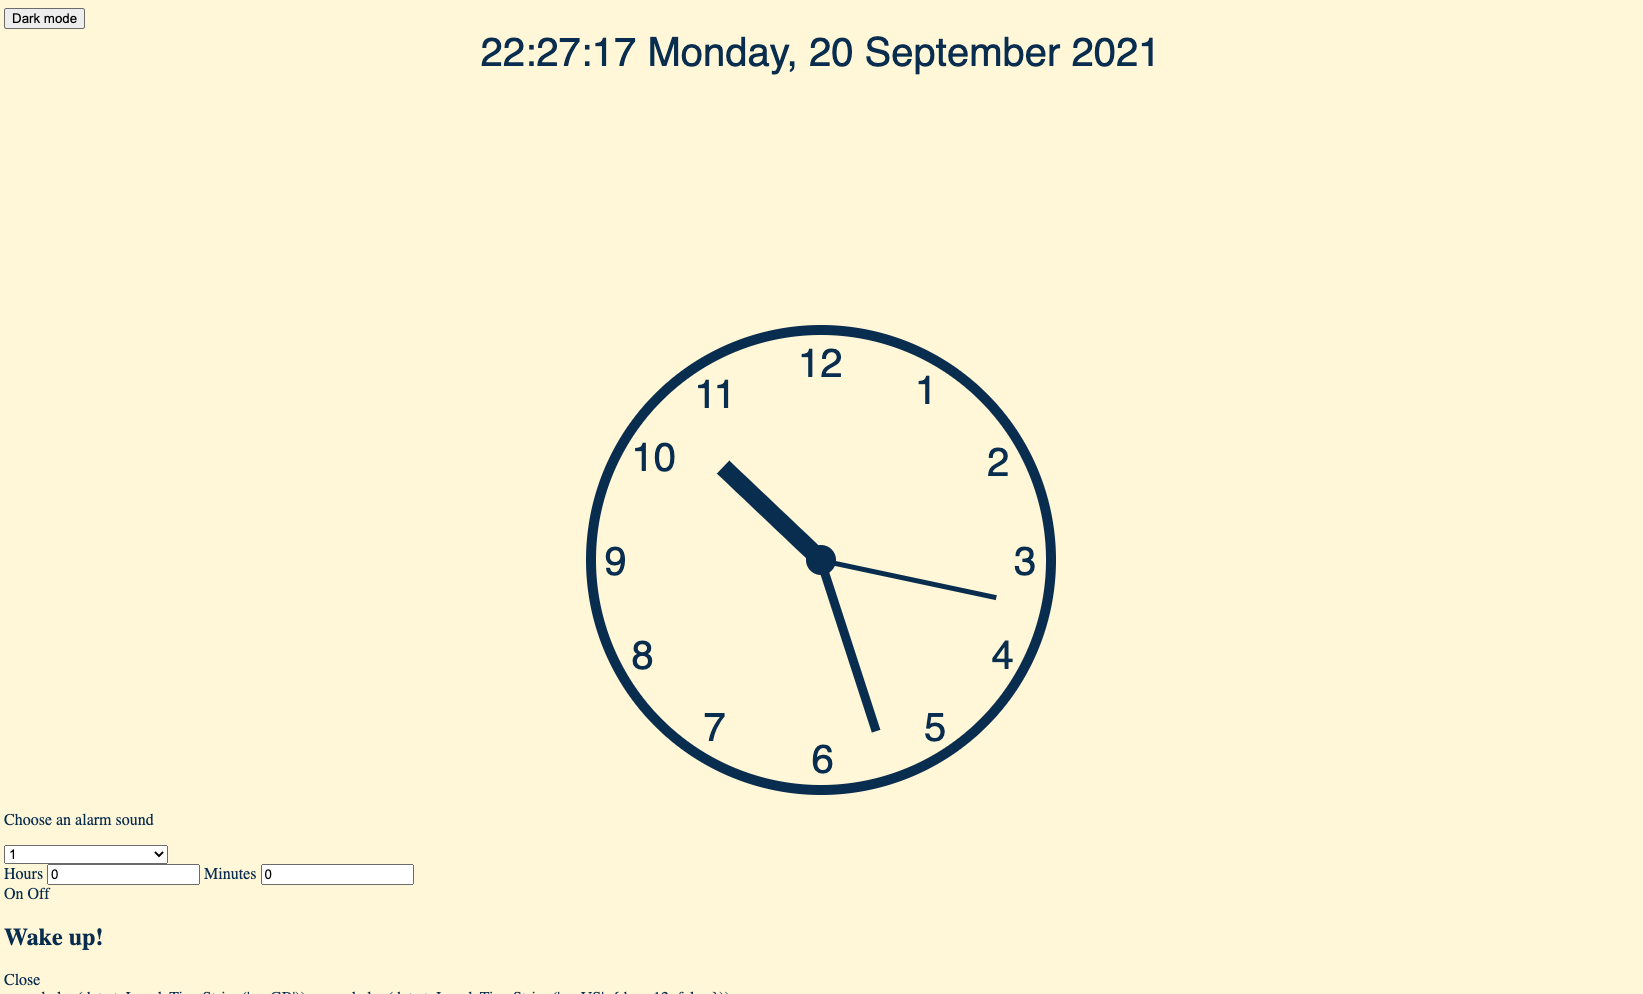 Dark mode
22:27:17 Monday, 20 September 2021
12
11
1
10
2
9
3
8
4
7
5
6
Choose an alarm sound
1
Hours 0 Minutes 0
On Off
Wake up!
Close